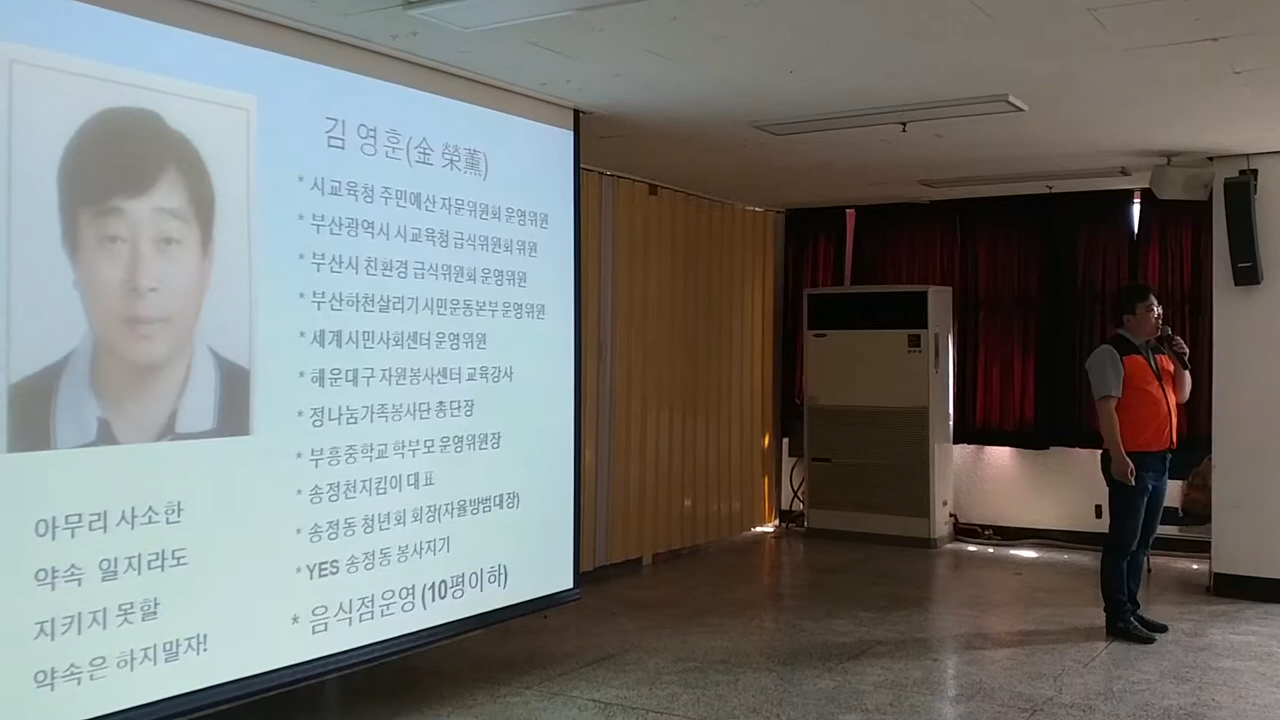 김 영훈(金 榮薰)
* 시교육청 주민예산 자문위원회 운영위원
* 부산광역시 시교육청 급식위원회 위원
* 부산시 친환경 급식위원회 운영위원
* 부산하천살리기 시민운동본부 운영위원
* 세계시민사회센터 운영위원
* 해운대구 자원봉사센터 교육강사
* 정나눔가족봉사단 총단장
* 부흥중학교 학부모 운영위원장
* 송정천지킴이 대표
* 송정동 청년회 회장(자율방범대장)
* YES 송정동 봉사지기
* 음식점운영 (10평이하)
아무리 사소한
약속 일지라도
지키지 못할
약속은 하지말자!